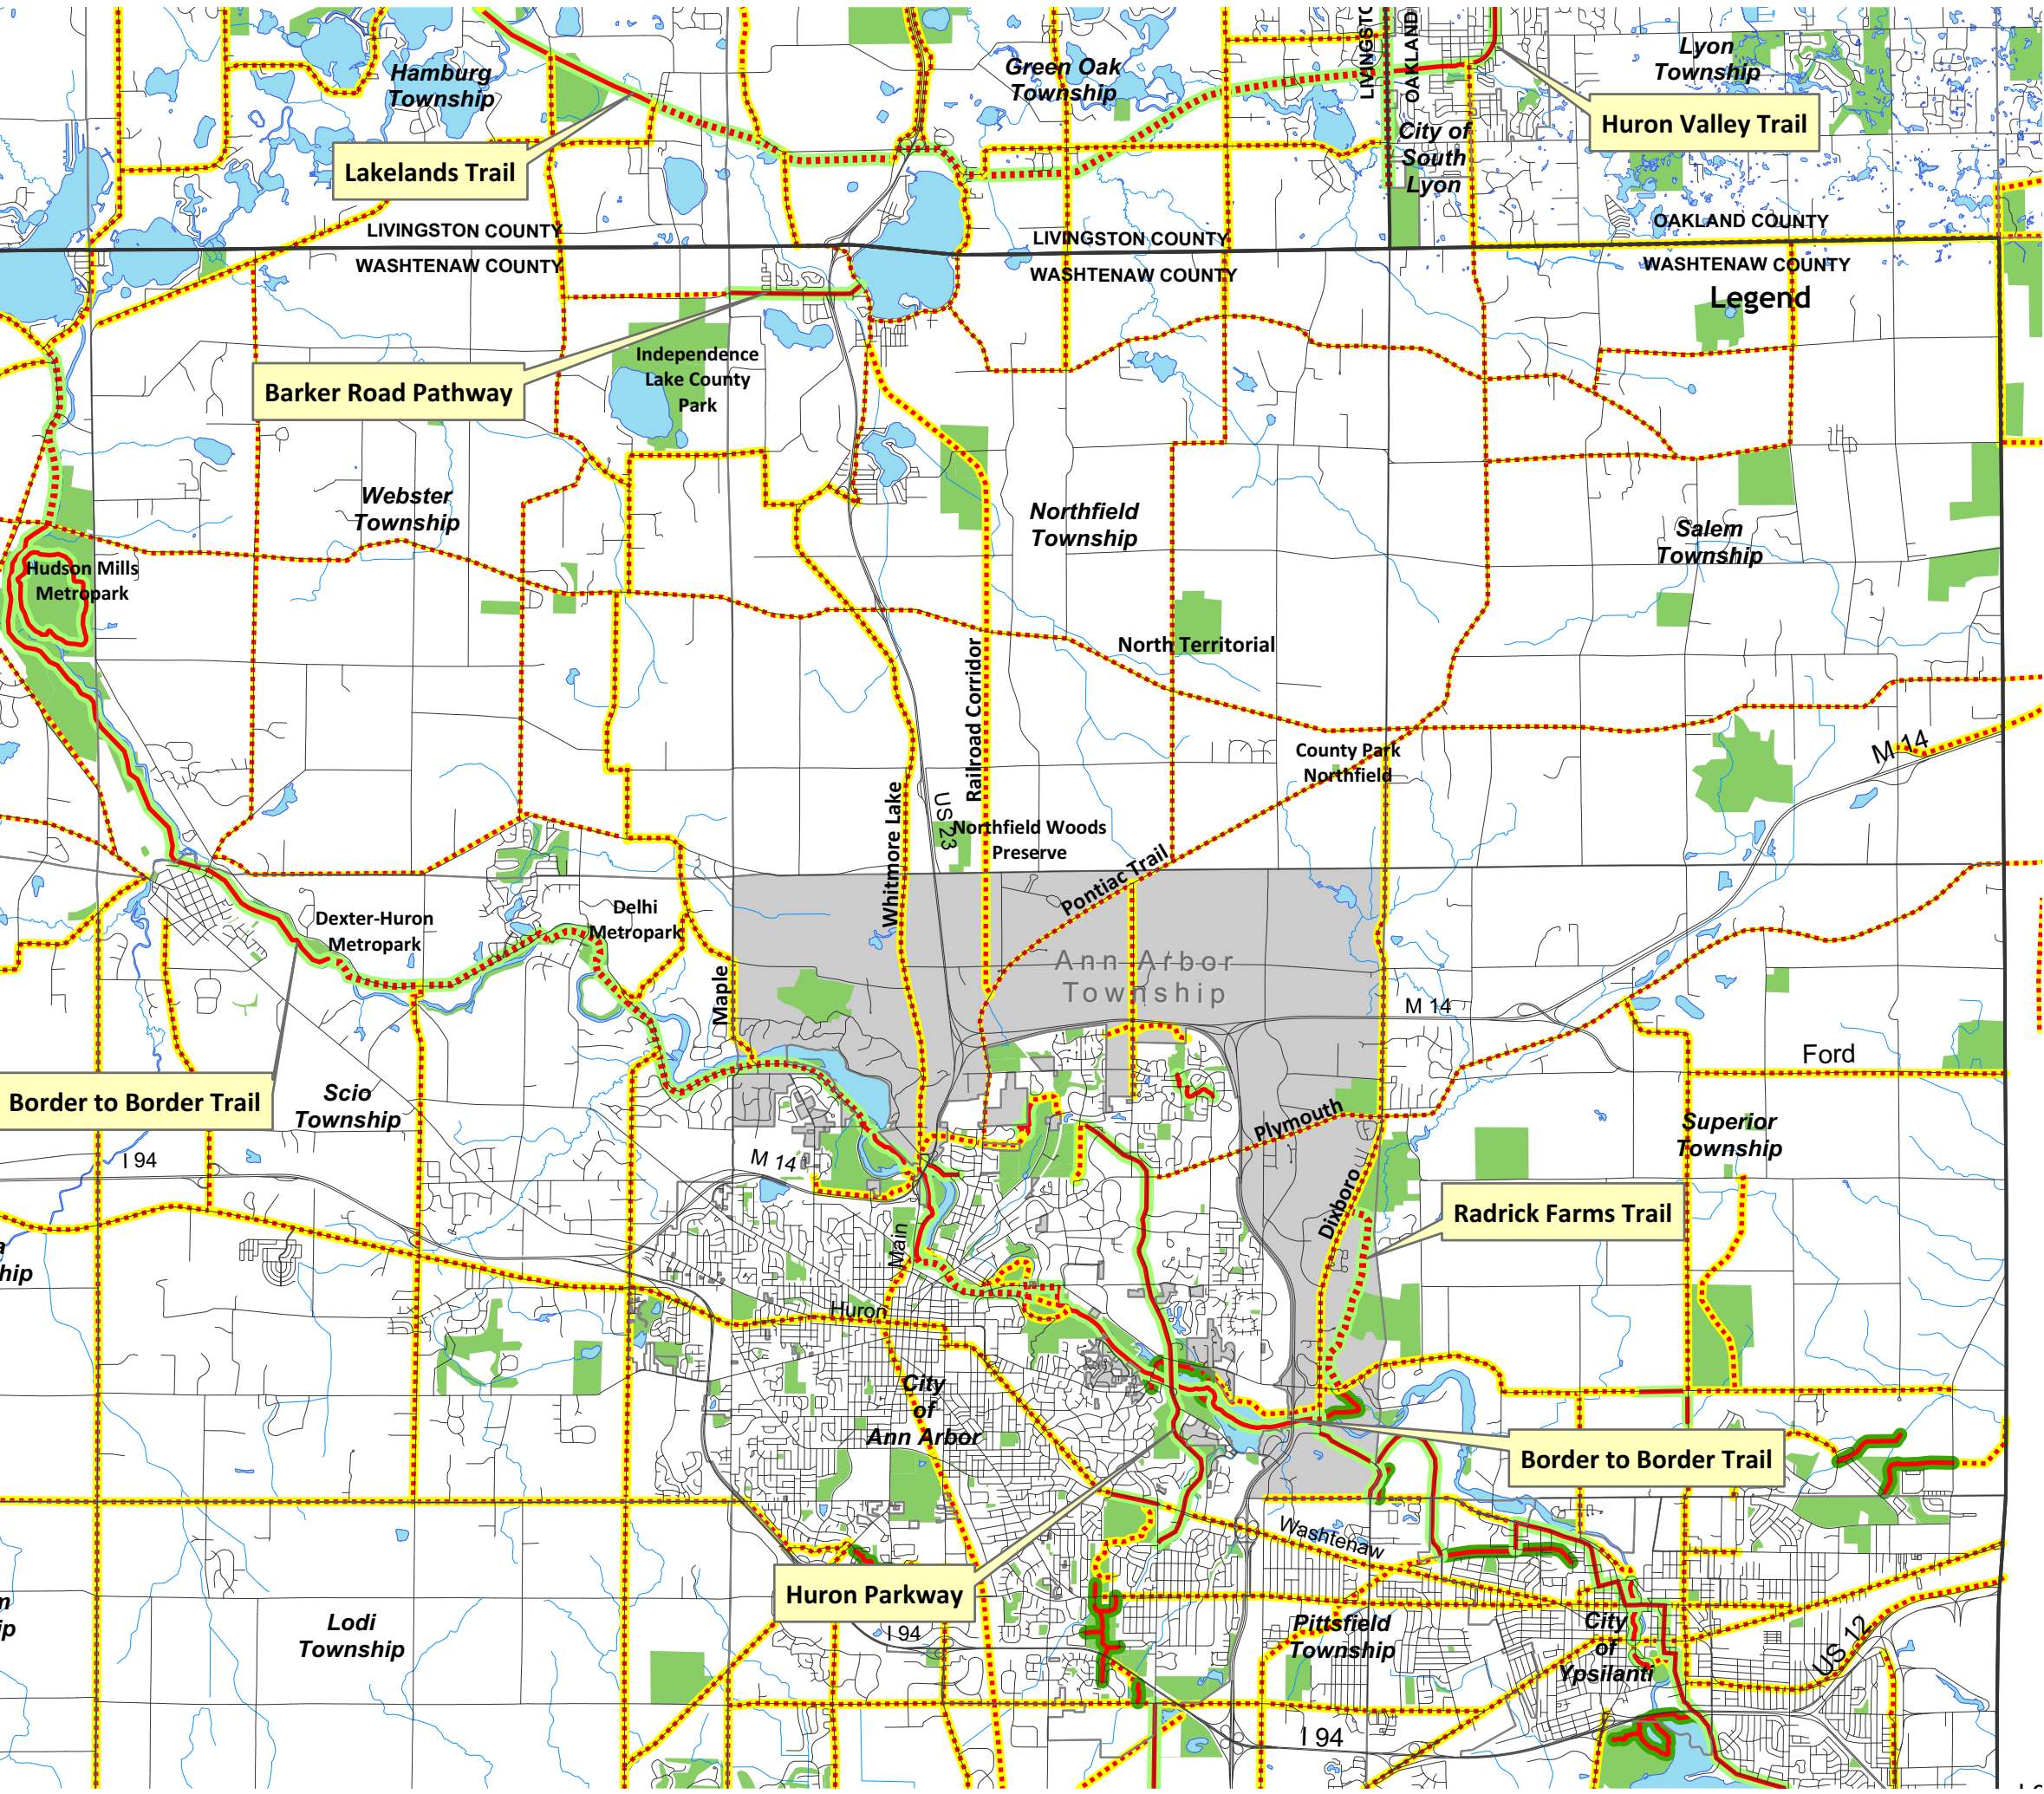 Hamburg
Township
Green Oak
Township
LIVINGSTO
OAKLAND
Lyon
Township
Huron Valley Trail
City of
South
Lyon
Lakelands Trail
LIVINGSTON COUNTY
WASHTENAW COUNTY
LIVINGSTON COUNTY
WASHTENAW COUNTY
OAKLAND COUNTY
WASHTENAW COUNTY
Legend
Independence
Lake County
Park
Barker Road Pathway
Webster
Township
Northfield
Township
Salem
Township
Hudson Mills
Metropark
North Territorial
Railroad Corridor
County Park
Northfield
M 14
Whitmore Lake
US 23
Northfield Woods
Preserve
Pontiac Trail
Dexter-Huron
Metropark
Delhi
Metropark
Maple
Ann Arbor
Township
M 14
Ford
Border to Border Trail
Scio
Township
Plymouth
Superior
Township
I 94
M 14
Dixboro
Radrick Farms Trail
Main
a
hip
Huron
City
of
Ann Arbor
Border to Border Trail
Washtenaw
Huron Parkway
n
ip
Lodi
Township
I 94
Pittsfield
Township
City
of
Ypsilanti
US 12
I 94